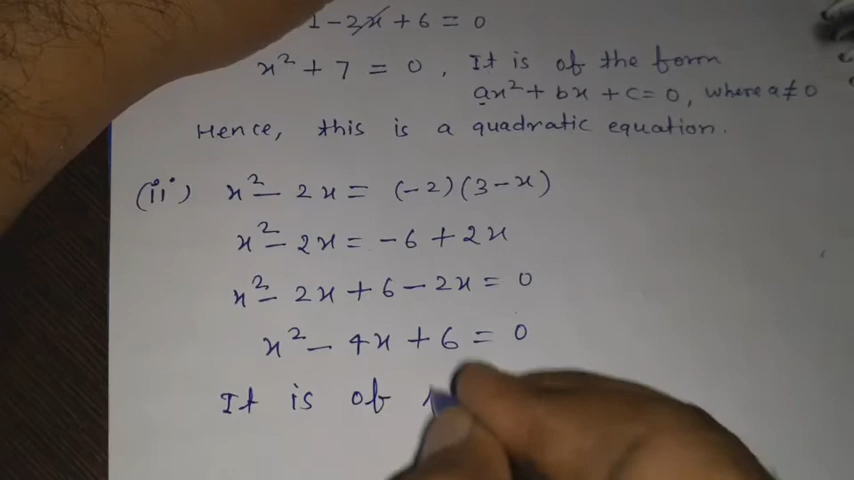 1 - 2x + 6 = 0
x² + 7 = 0, It is of the form
ax² + bx + c = 0, where a ≠ 0
Hence, this is a quadratic equation.
(ii) x² - 2x = (-2)(3 - x)
x² - 2x = -6 + 2x
x² - 2x + 6 - 2x = 0
x² - 4x + 6 = 0
It is of